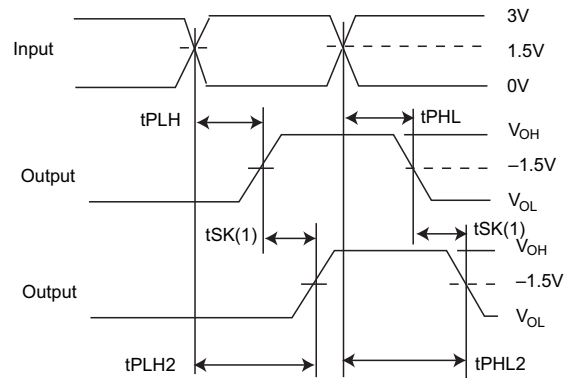 3V
Input
1.5V
0V
tPLH
tPHL
VOH
Output
–1.5V
VOL
tSK(1)
tSK(1)
VOH
Output
–1.5V
VOL
tPLH2
tPHL2